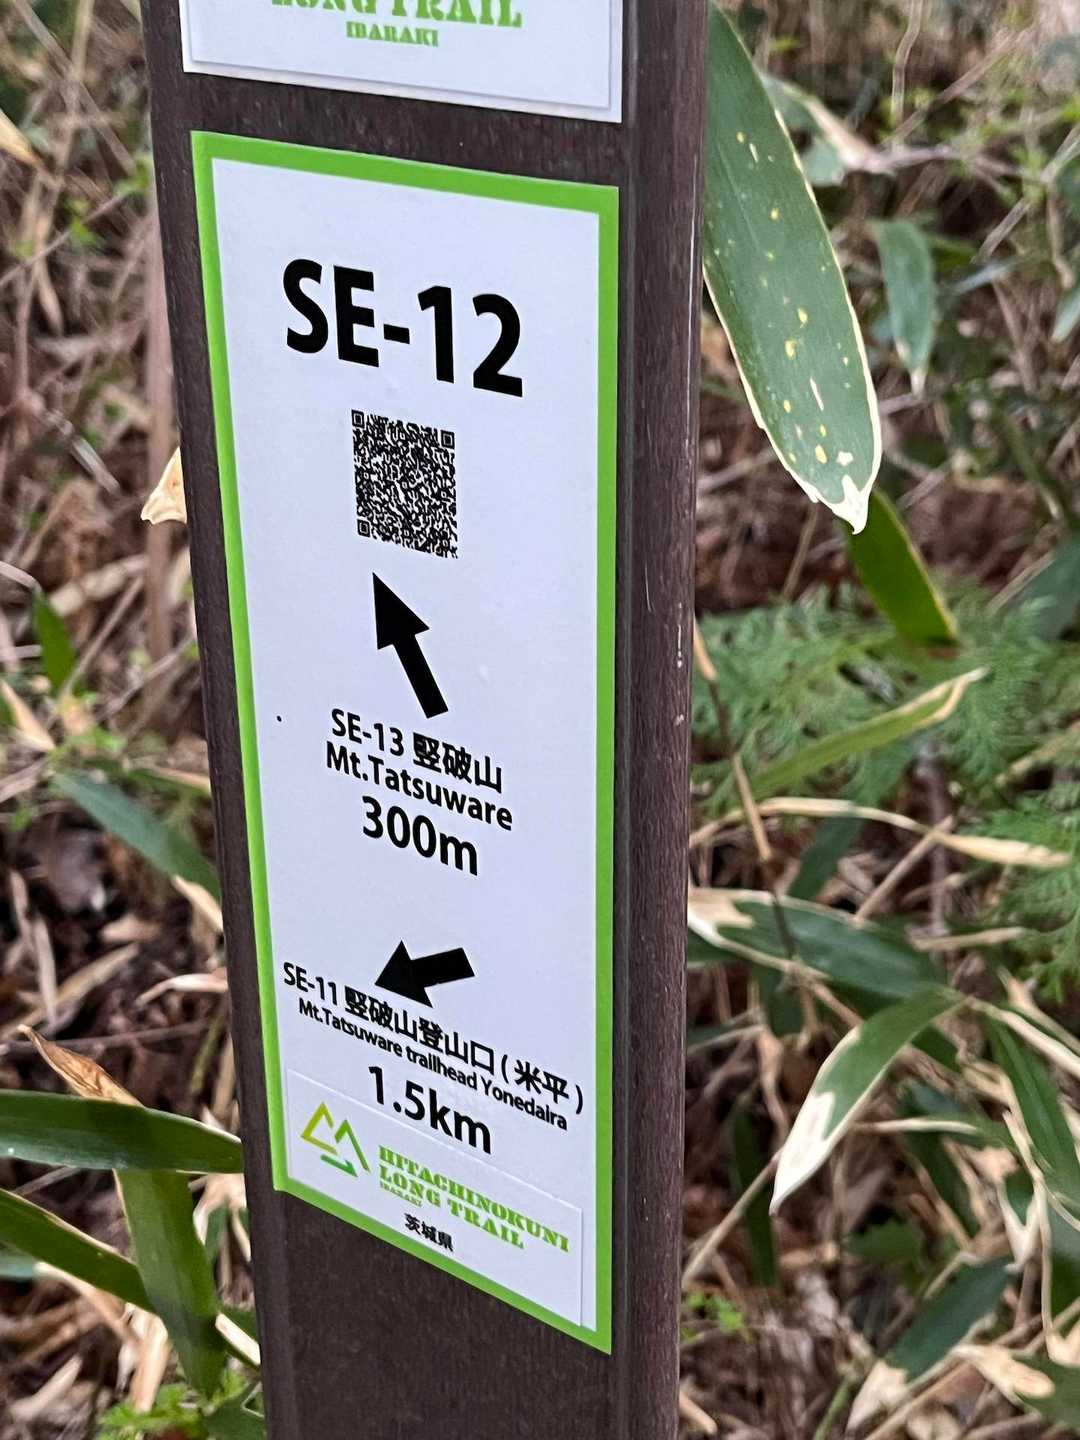 LONG TRAIL
IBARAKI
SE-12
SE-13 竪破山
Mt.Tatsuware
300m
SE-11 竪破山登山口 ( 米平 )
Mt.Tatsuware trailhead Yonedaira
1.5km
HITACHINOKUNI
LONG TRAIL
IBARAKI
茨城県